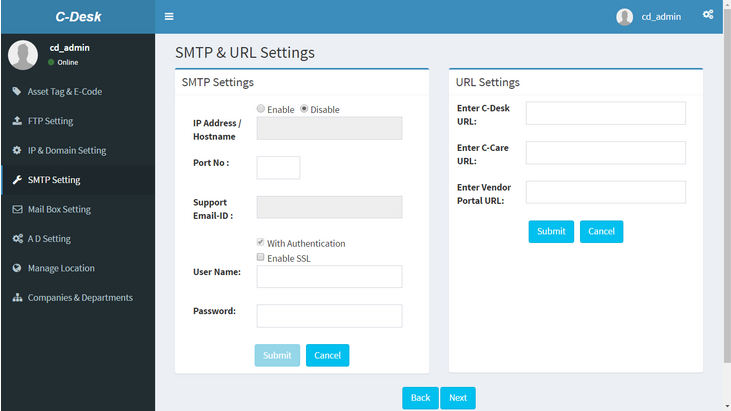 C-Desk
cd_admin
cd_admin
Online
Asset Tag & E-Code
FTP Setting
IP & Domain Setting
SMTP Setting
Mail Box Setting
A D Setting
Manage Location
Companies & Departments
SMTP & URL Settings
SMTP Settings
Enable Disable
IP Address /
Hostname
Port No :
Support
Email-ID :
With Authentication
Enable SSL
User Name:
Password:
Submit Cancel
URL Settings
Enter C-Desk
URL:
Enter C-Care
URL:
Enter Vendor
Portal URL:
Submit Cancel
Back Next